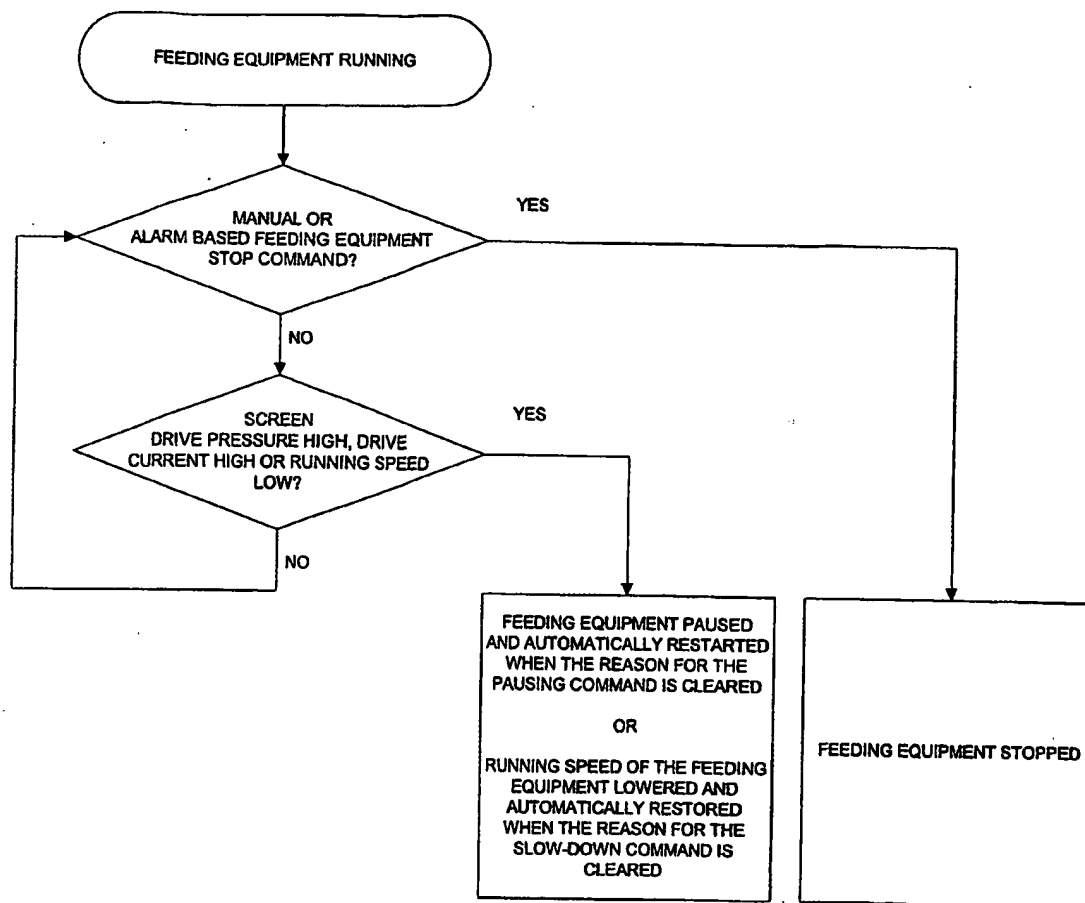 FEEDING EQUIPMENT RUNNING
YES
MANUAL OR
ALARM BASED FEEDING EQUIPMENT
STOP COMMAND?
NO
YES
SCREEN
DRIVE PRESSURE HIGH, DRIVE
CURRENT HIGH OR RUNNING SPEED
LOW?
NO
FEEDING EQUIPMENT PAUSED
AND AUTOMATICALLY RESTARTED
WHEN THE REASON FOR THE
PAUSING COMMAND IS CLEARED
OR
RUNNING SPEED OF THE FEEDING
EQUIPMENT LOWERED AND
AUTOMATICALLY RESTORED
WHEN THE REASON FOR THE
SLOW-DOWN COMMAND IS
CLEARED
FEEDING EQUIPMENT STOPPED